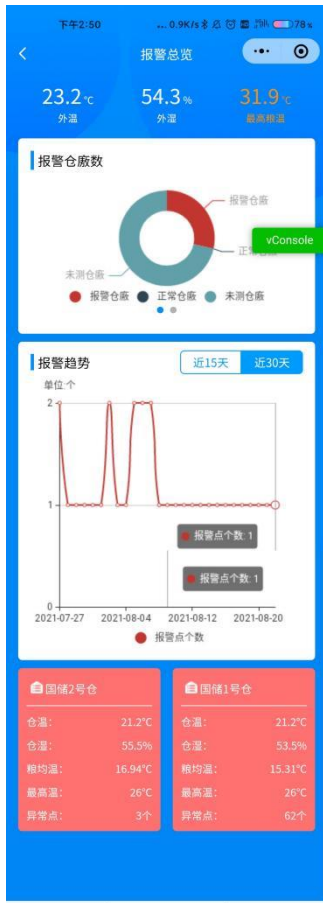 下午2:50 ... 0.9K/s 78%
报警总览
23.2℃ 54.3% 31.9℃
外温 外湿 最高粮温
报警仓廒数
报警仓廒
vConsole
未测仓廒
报警仓廒 正常仓廒 未测仓廒
报警趋势 近15天 近30天
单位:个
2
1
报警点个数: 1
报警点个数: 1
0
2021-07-27 2021-08-04 2021-08-12 2021-08-20
报警点个数
国储2号仓 国储1号仓
仓温: 21.2℃ 仓温: 21.2℃
仓湿: 55.5% 仓湿: 53.5%
粮均温: 16.94℃ 粮均温: 15.31℃
最高温: 26℃ 最高温: 26℃
异常点: 3个 异常点: 62个